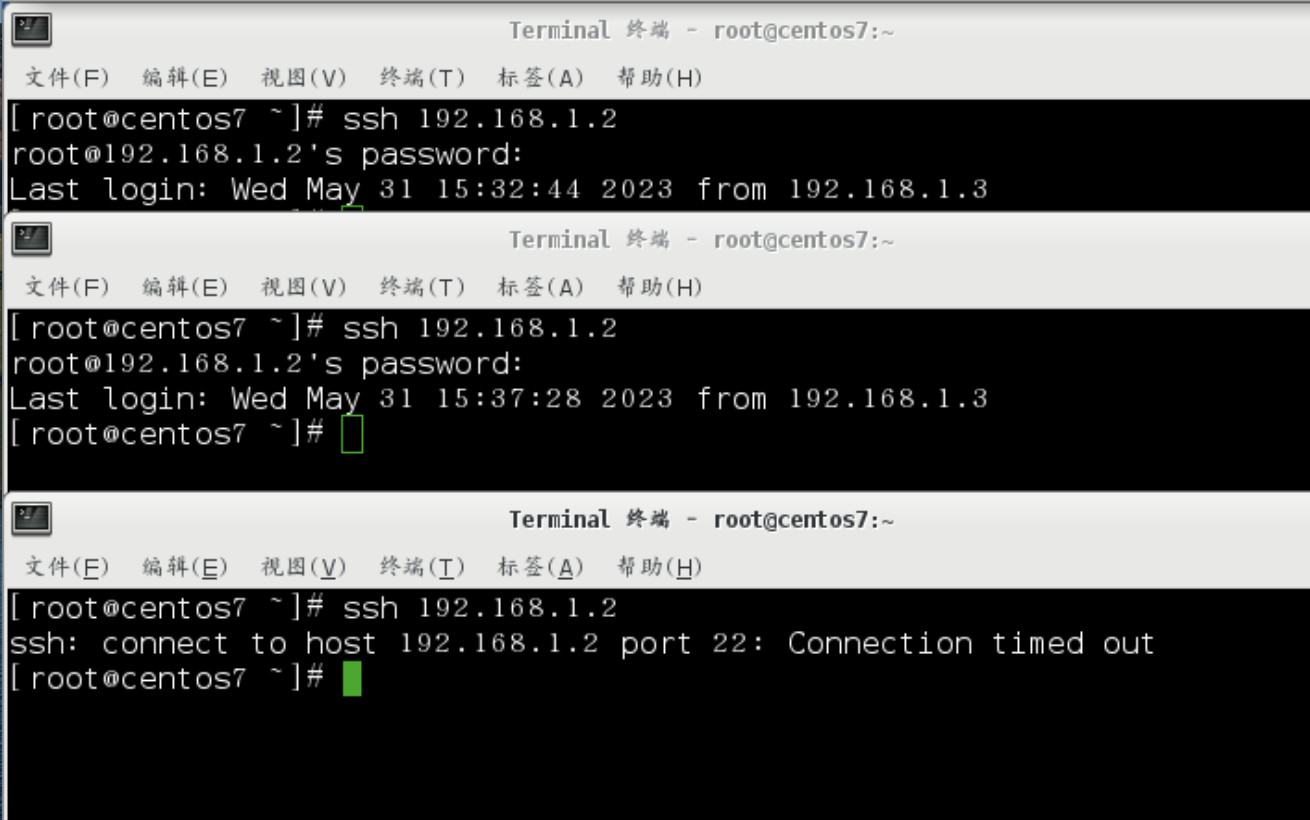 Terminal 终端 - root@centos7:~
文件(F) 编辑(E) 视图(V) 终端(T) 标签(A) 帮助(H)
[root@centos7 ~]# ssh 192.168.1.2
root@192.168.1.2's password:
Last login: Wed May 31 15:32:44 2023 from 192.168.1.3
Terminal 终端 - root@centos7:~
文件(F) 编辑(E) 视图(V) 终端(T) 标签(A) 帮助(H)
[root@centos7 ~]# ssh 192.168.1.2
root@192.168.1.2's password:
Last login: Wed May 31 15:37:28 2023 from 192.168.1.3
[root@centos7 ~]#
Terminal 终端 - root@centos7:~
文件(F) 编辑(E) 视图(V) 终端(T) 标签(A) 帮助(H)
[root@centos7 ~]# ssh 192.168.1.2
ssh: connect to host 192.168.1.2 port 22: Connection timed out
[root@centos7 ~]#